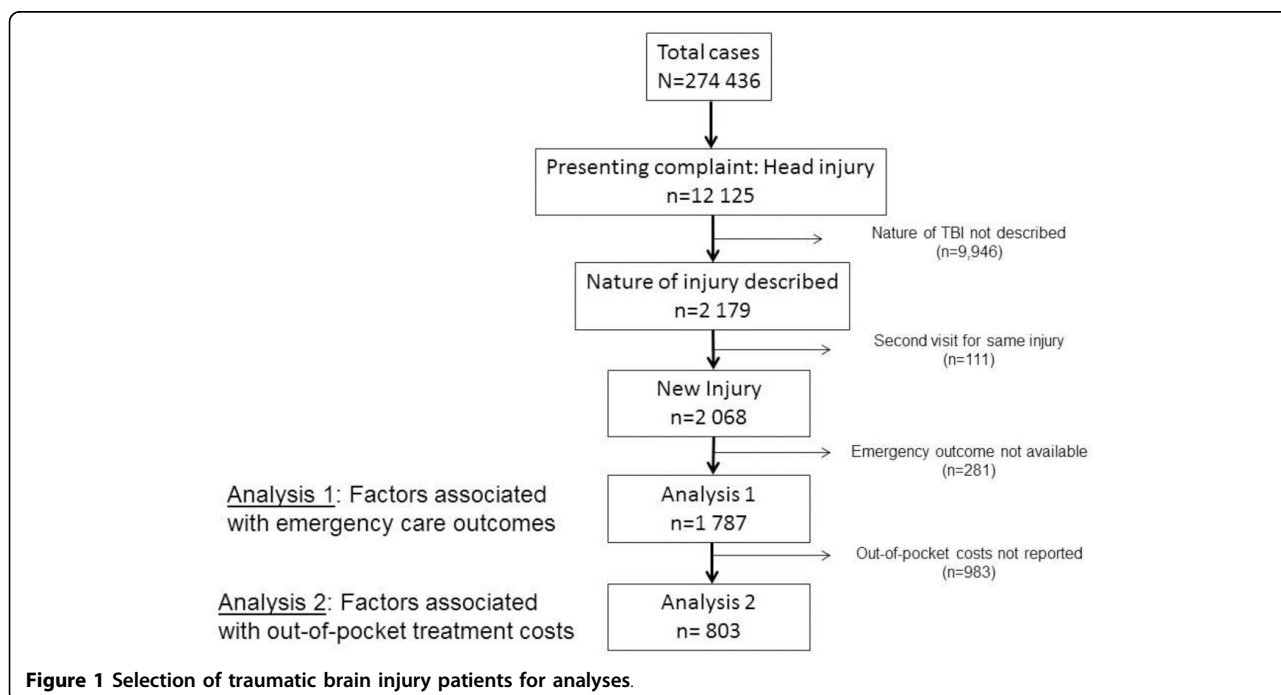 Total cases
N=274 436
Presenting complaint: Head injury
n=12 125
Nature of TBI not described
(n=9,946)
Nature of injury described
n=2 179
Second visit for same injury
(n=111)
New Injury
n=2 068
Emergency outcome not available
(n=281)
Analysis 1: Factors associated
with emergency care outcomes
Analysis 1
n=1 787
Out-of-pocket costs not reported
(n=983)
Analysis 2: Factors associated
with out-of-pocket treatment costs
Analysis 2
n= 803
Figure 1 Selection of traumatic brain injury patients for analyses.